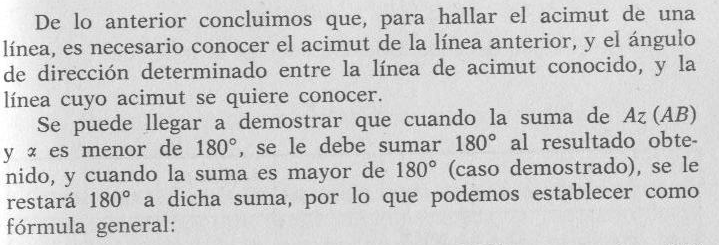 De lo anterior concluimos que, para hallar el acimut de una
línea, es necesario conocer el acimut de la línea anterior, y el ángulo
de dirección determinado entre la línea de acimut conocido, y la
línea cuyo acimut se quiere conocer.
Se puede llegar a demostrar que cuando la suma de Az (AB)
y α es menor de 180°, se le debe sumar 180° al resultado obte-
nido, y cuando la suma es mayor de 180° (caso demostrado), se le
restará 180° a dicha suma, por lo que podemos establecer como
fórmula general: